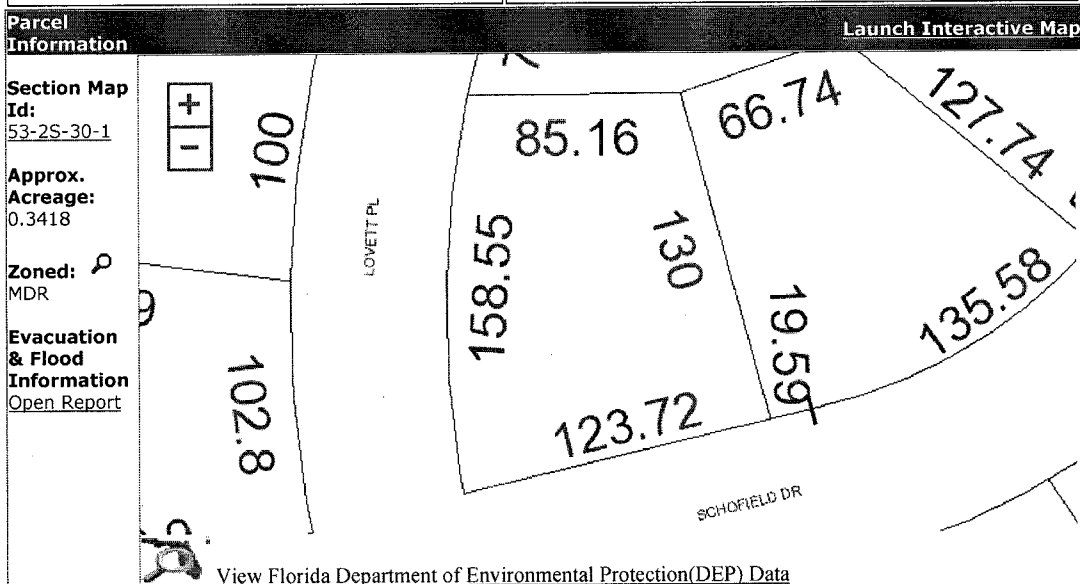 Parcel
Information
Launch Interactive Map
Section Map
Id:
53-2S-30-1
Approx.
Acreage:
0.3418
Zoned:
MDR
Evacuation
& Flood
Information
Open Report
+
-
100
LOVETT PL
85.16
66.74
127.74
158.55
130
19.59
135.58
102.8
123.72
SCHOFIELD DR
View Florida Department of Environmental Protection(DEP) Data